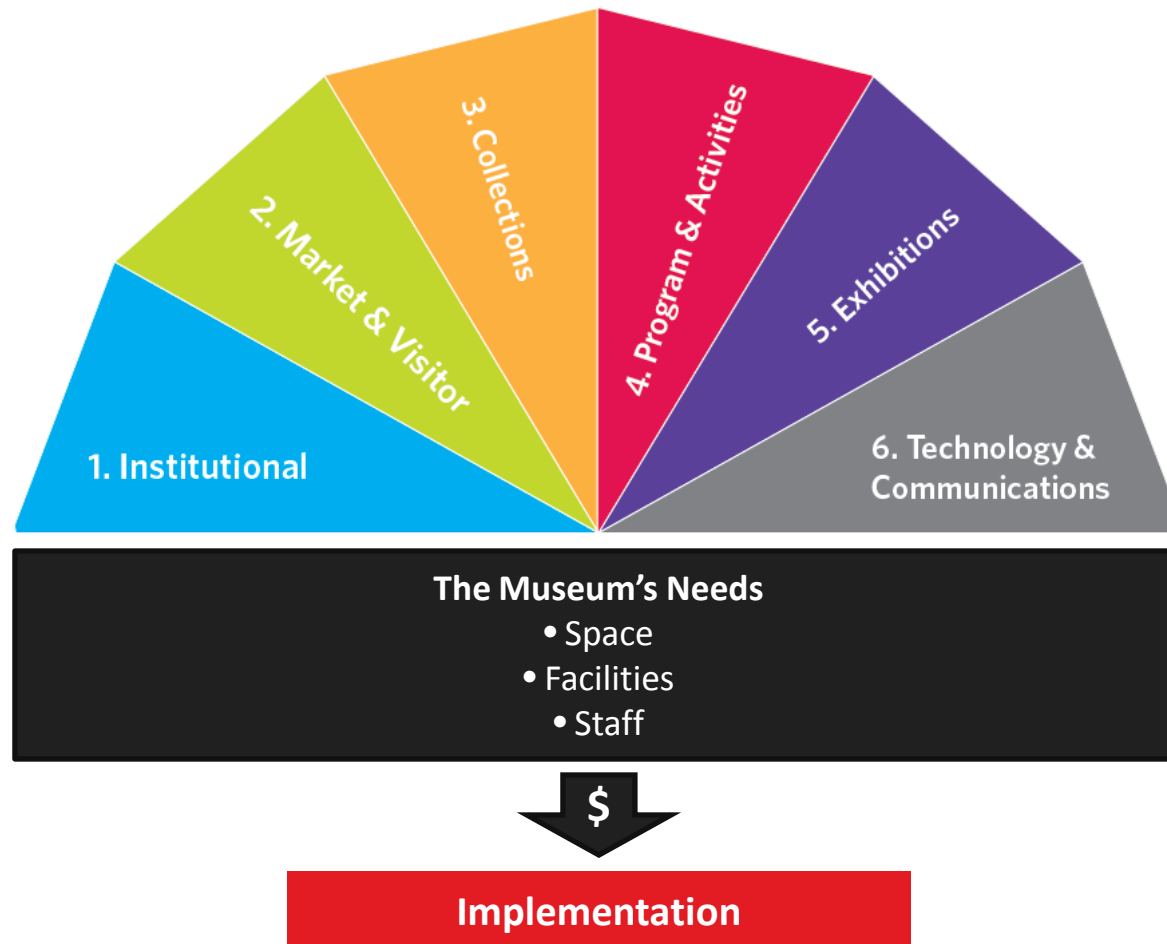 1. Institutional
2. Market & Visitor
3. Collections
4. Program & Activities
5. Exhibitions
6. Technology &
Communications
The Museum’s Needs
• Space
• Facilities
• Staff
$
Implementation